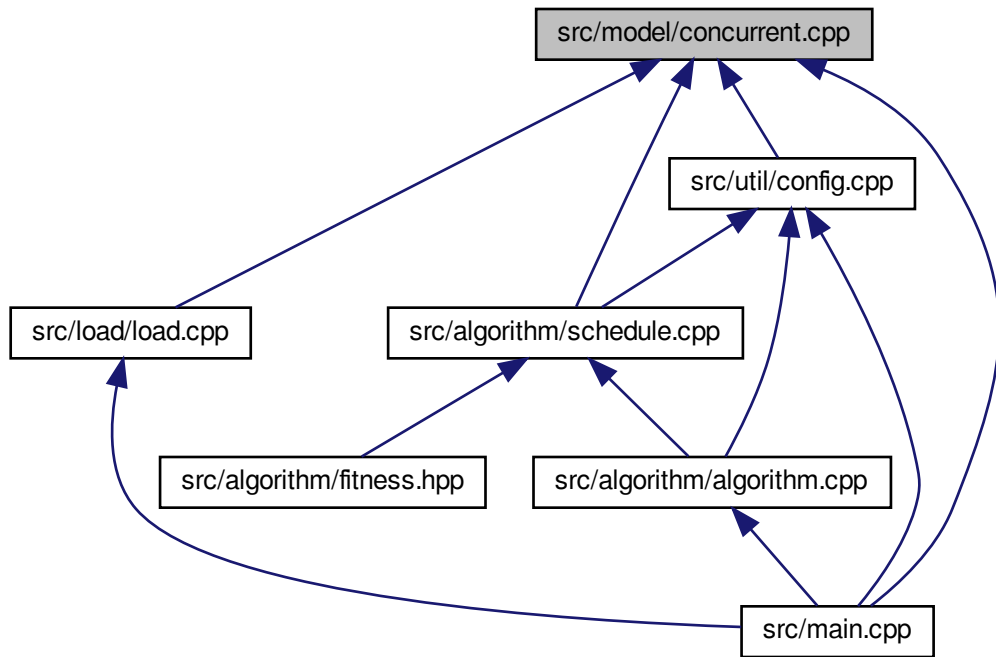 src/model/concurrent.cpp
src/util/config.cpp
src/load/load.cpp
src/algorithm/schedule.cpp
src/algorithm/fitness.hpp
src/algorithm/algorithm.cpp
src/main.cpp